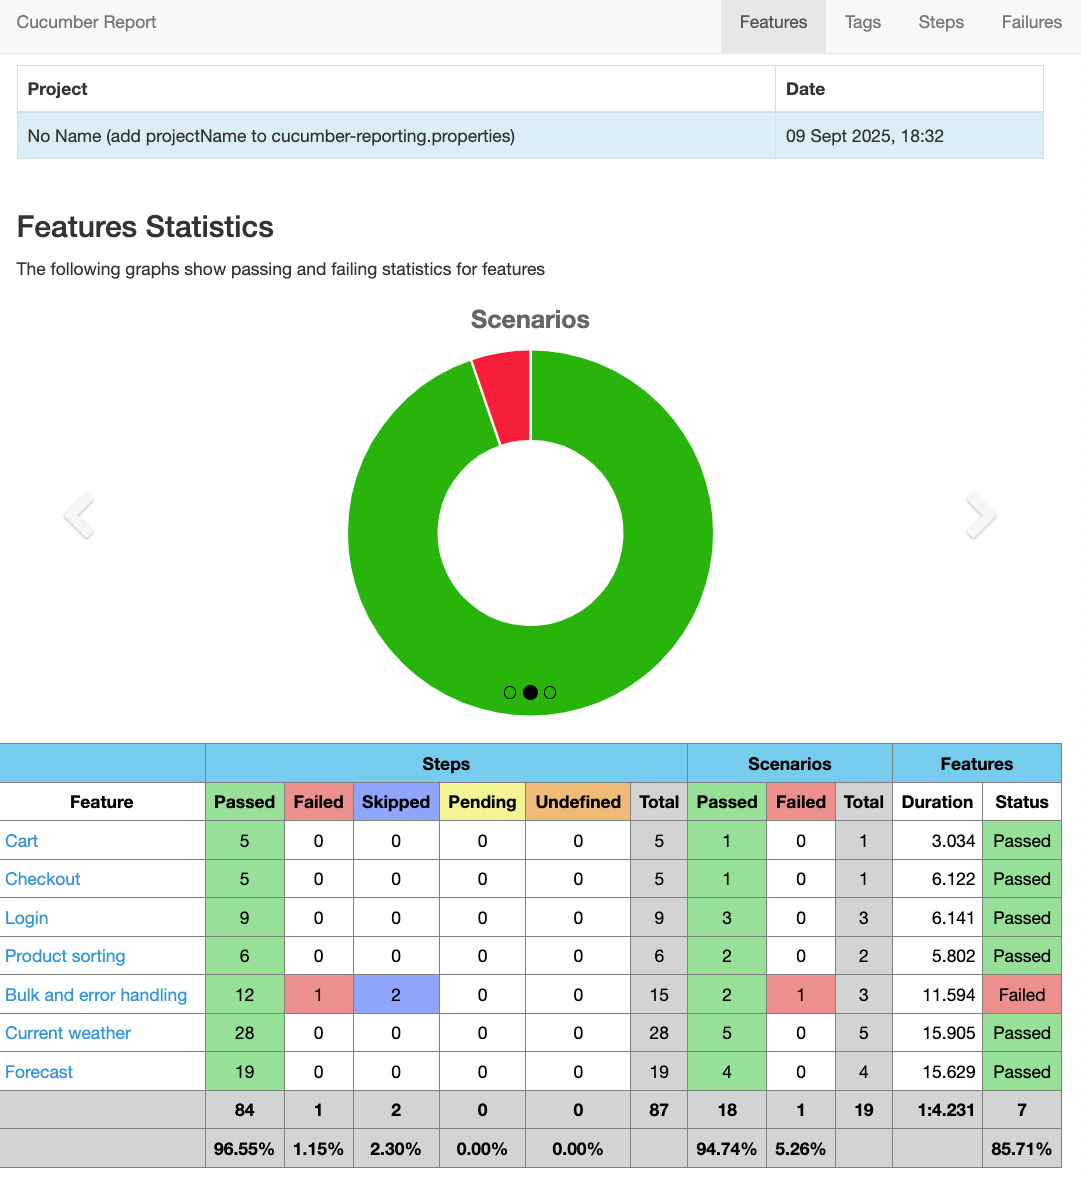 Cucumber Report Features Tags Steps Failures
Project Date
No Name (add projectName to cucumber-reporting.properties) 09 Sept 2025, 18:32
Features Statistics
The following graphs show passing and failing statistics for features
Scenarios
Steps Scenarios Features
Feature Passed Failed Skipped Pending Undefined Total Passed Failed Total Duration Status
Cart 5 0 0 0 0 5 1 0 1 3.034 Passed
Checkout 5 0 0 0 0 5 1 0 1 6.122 Passed
Login 9 0 0 0 0 9 3 0 3 6.141 Passed
Product sorting 6 0 0 0 0 6 2 0 2 5.802 Passed
Bulk and error handling 12 1 2 0 0 15 2 1 3 11.594 Failed
Current weather 28 0 0 0 0 28 5 0 5 15.905 Passed
Forecast 19 0 0 0 0 19 4 0 4 15.629 Passed
84 1 2 0 0 87 18 1 19 1:4.231 7
96.55% 1.15% 2.30% 0.00% 0.00% 94.74% 5.26% 85.71%